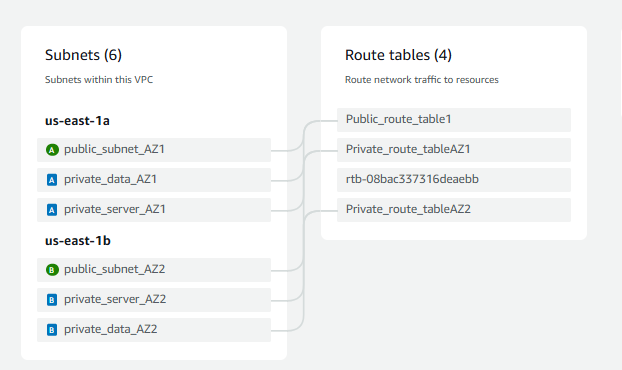 Subnets (6)
Subnets within this VPC
us-east-1a
A public_subnet_AZ1
A private_data_AZ1
A private_server_AZ1
us-east-1b
B public_subnet_AZ2
B private_server_AZ2
B private_data_AZ2
Route tables (4)
Route network traffic to resources
Public_route_table1
Private_route_tableAZ1
rtb-08bac337316deaebb
Private_route_tableAZ2